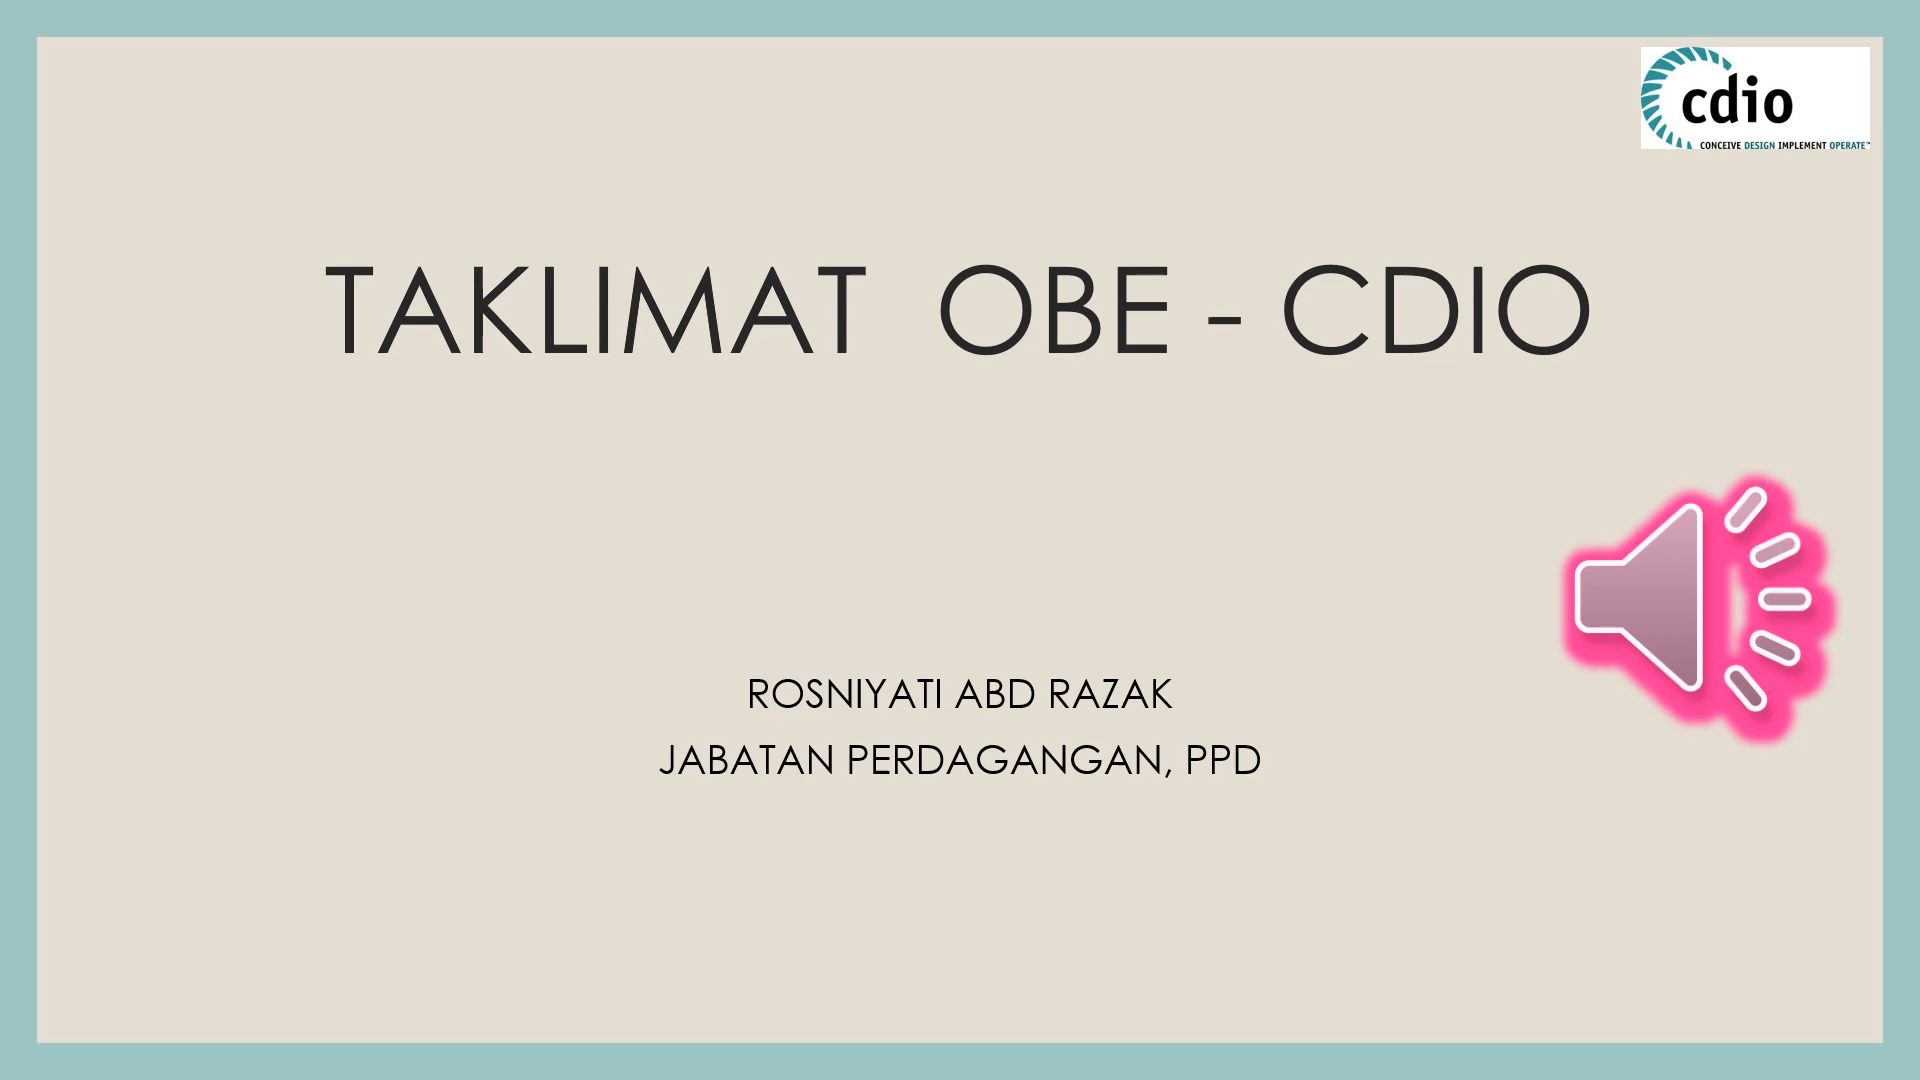 cdio
CONCEIVE DESIGN IMPLEMENT OPERATE™
TAKLIMAT OBE - CDIO
ROSNIYATI ABD RAZAK
JABATAN PERDAGANGAN, PPD